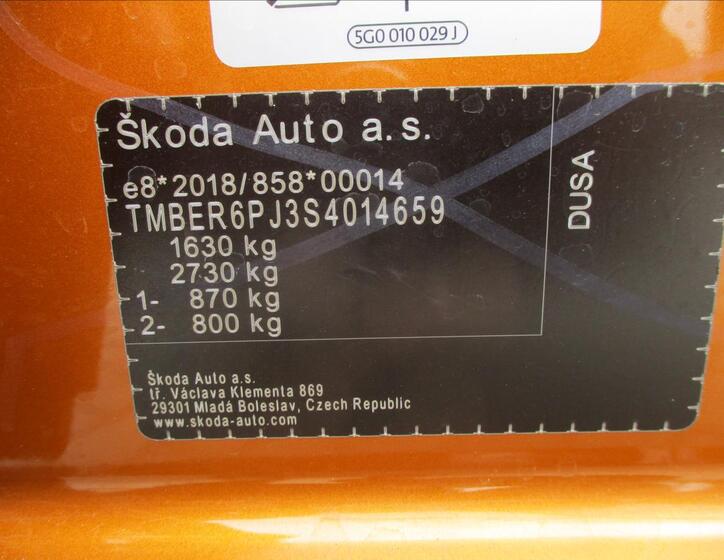 5G0 010 029 J
Škoda Auto a.s.
e8*2018/858*00014
TMBER6PJ3S4014659
1630 kg
2730 kg
1- 870 kg
2- 800 kg
DUSA
Škoda Auto a.s.
tř. Václava Klementa 869
29301 Mladá Boleslav, Czech Republic
www.skoda-auto.com